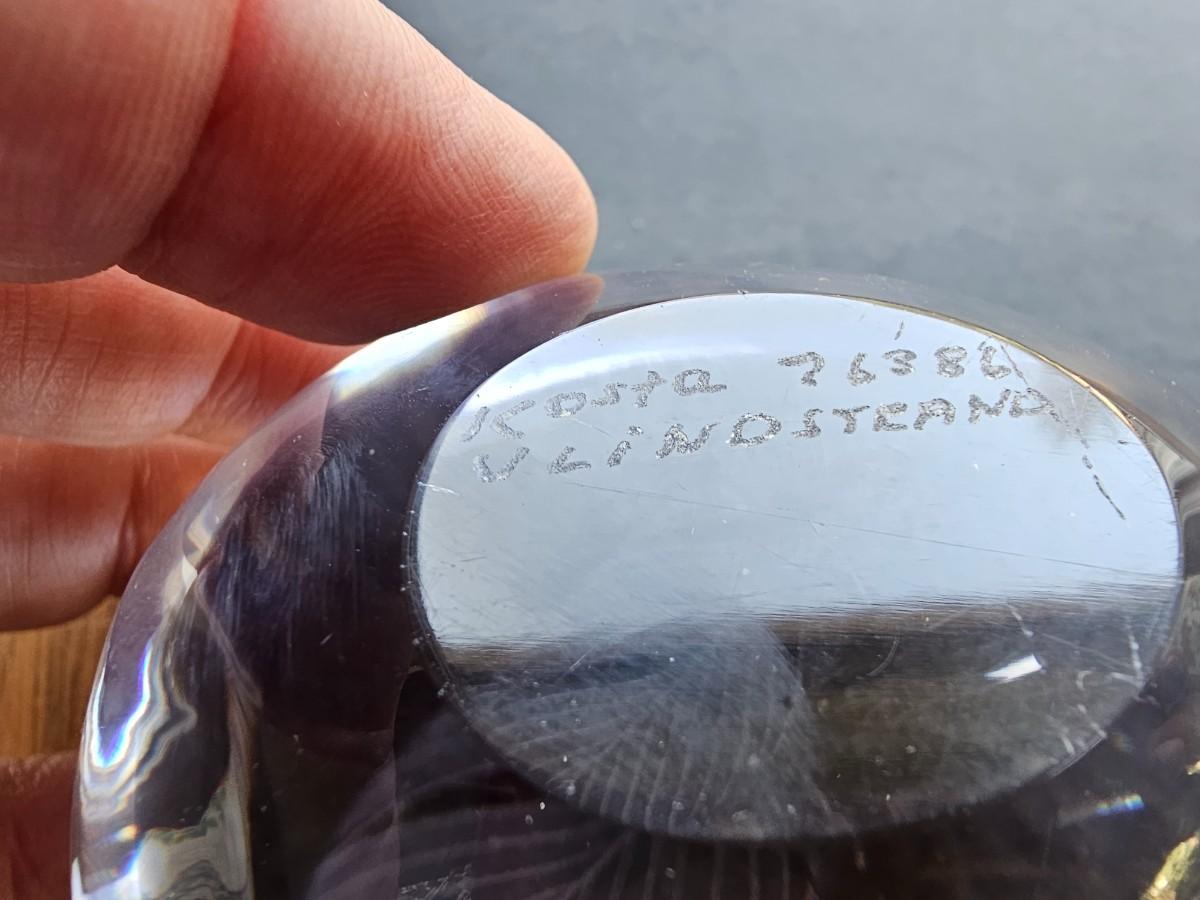 Kosta 76386
V LINDSTRAND